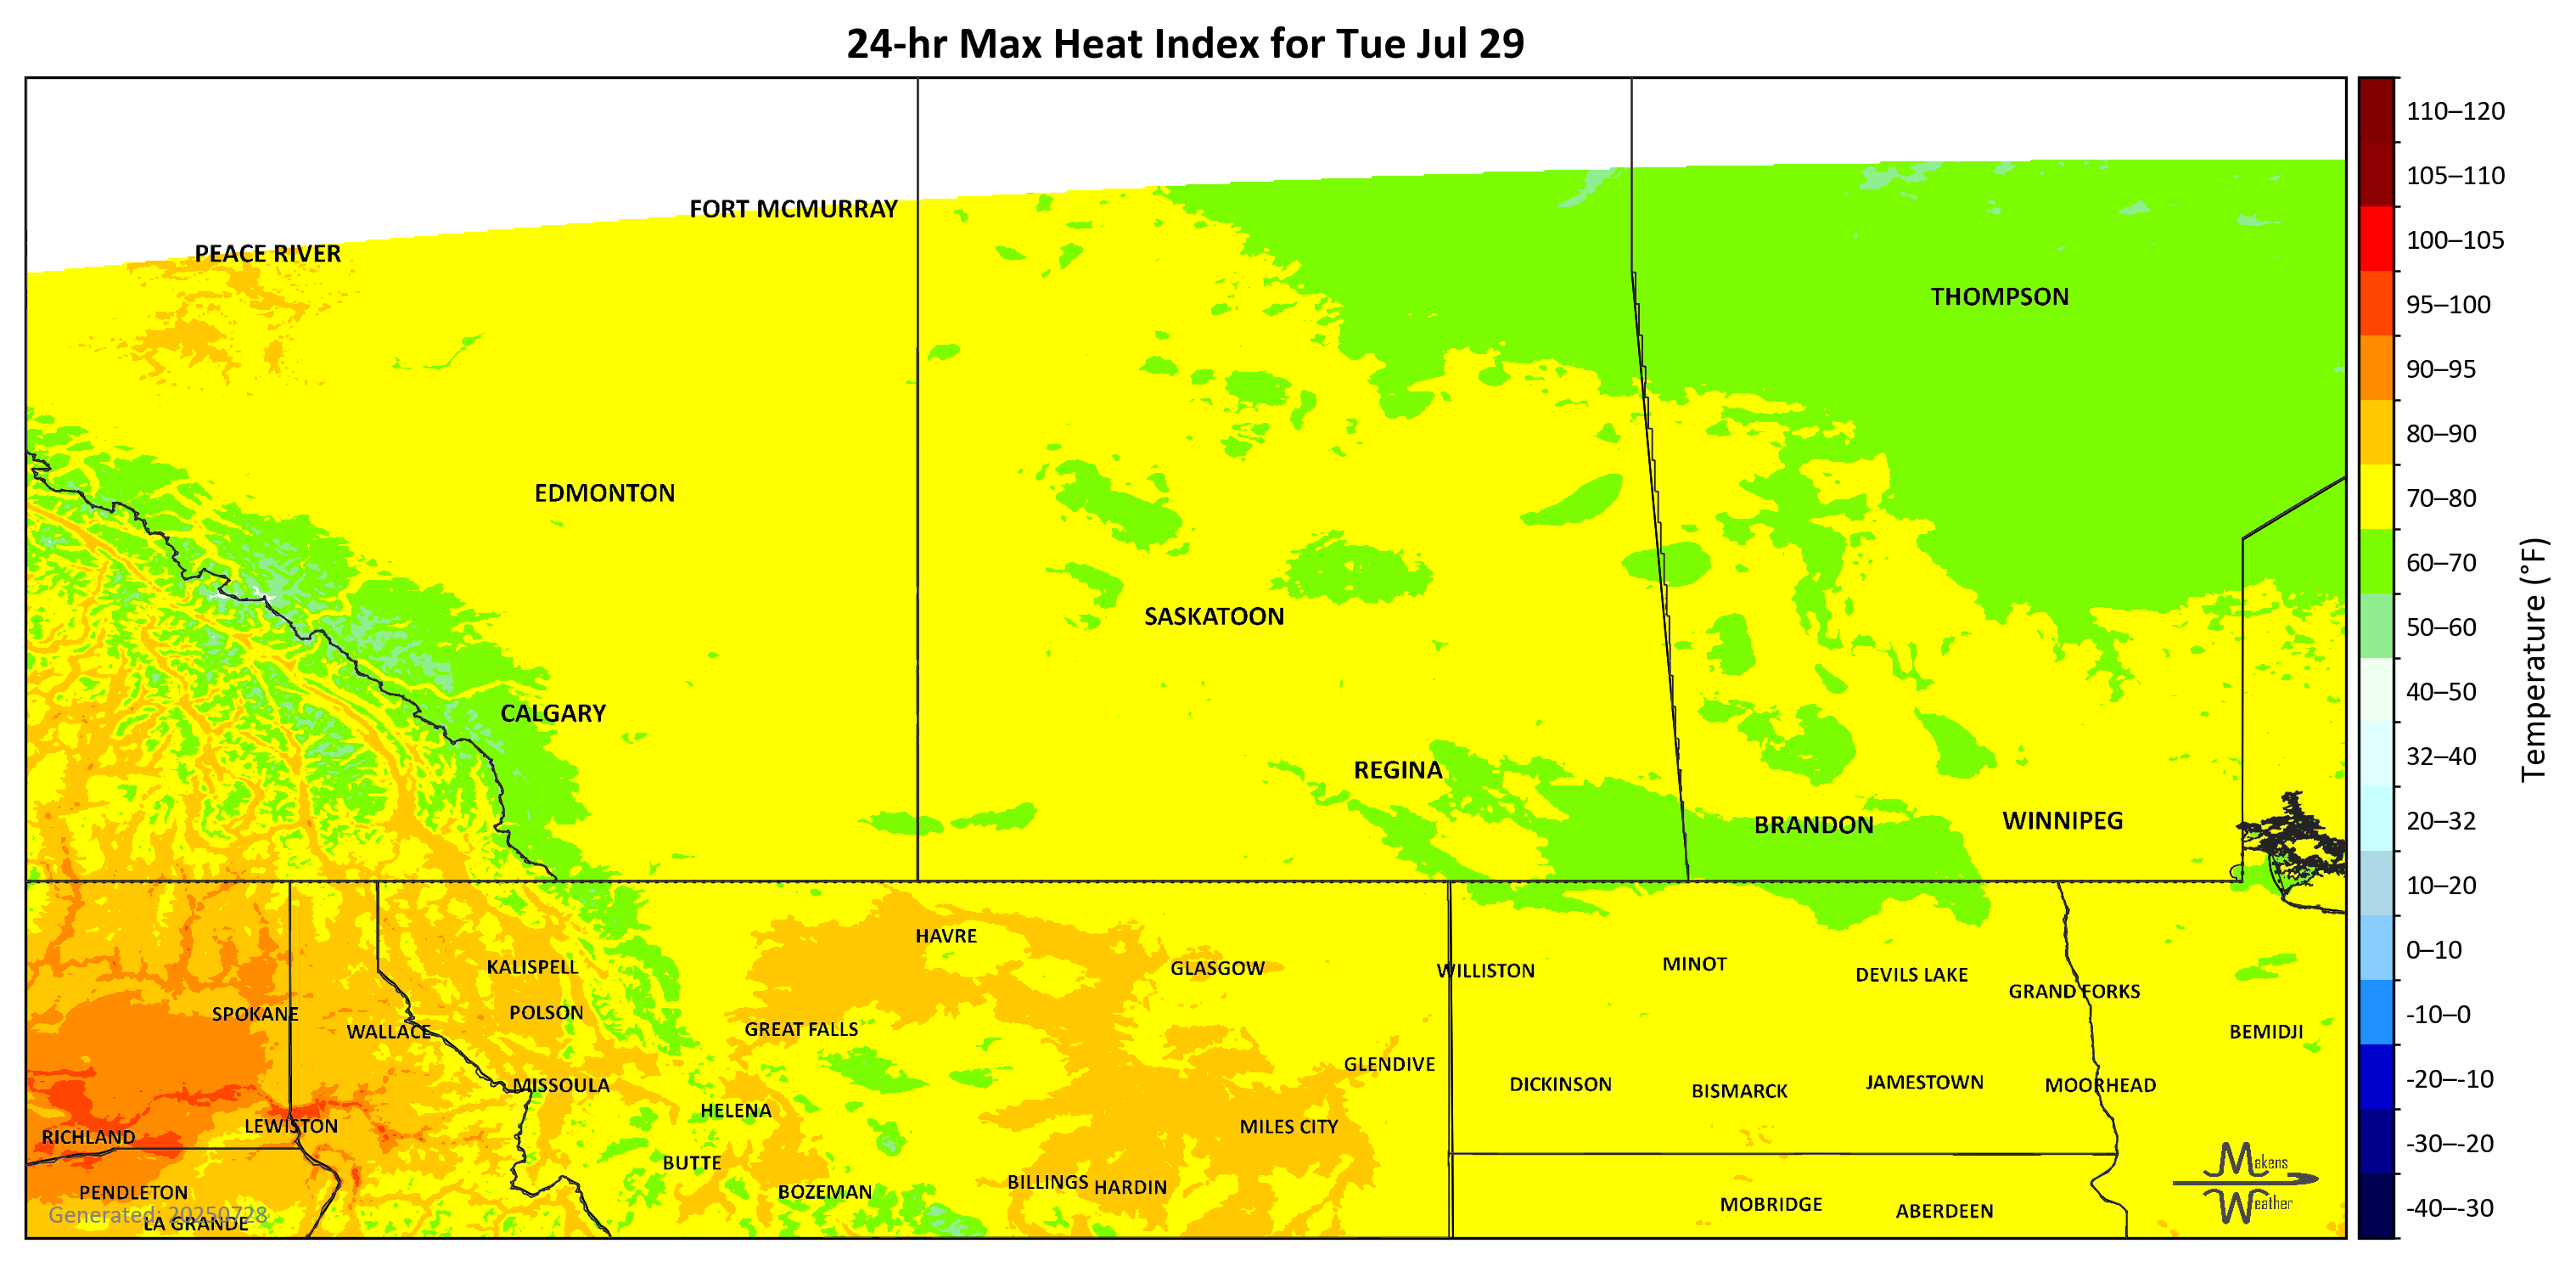 24-hr Max Heat Index for Tue Jul 29
FORT MCMURRAY
PEACE RIVER
THOMPSON
EDMONTON
SASKATOON
CALGARY
REGINA
BRANDON
WINNIPEG
HAVRE
KALISPELL
GLASGOW
WILLISTON
MINOT
DEVILS LAKE
GRAND FORKS
SPOKANE
POLSON
WALLACE
GREAT FALLS
BEMIDJI
GLENDIVE
MISSOULA
DICKINSON
BISMARCK
JAMESTOWN
MOORHEAD
HELENA
LEWISTON
MILES CITY
RICHLAND
BUTTE
BILLINGS
HARDIN
BOZEMAN
PENDLETON
MOBRIDGE
ABERDEEN
LA GRANDE
Generated: 20250728
Makens
Weather
110–120
105–110
100–105
95–100
90–95
80–90
70–80
60–70
50–60
40–50
32–40
20–32
10–20
0–10
-10–0
-20–-10
-30–-20
-40–-30
Temperature (°F)